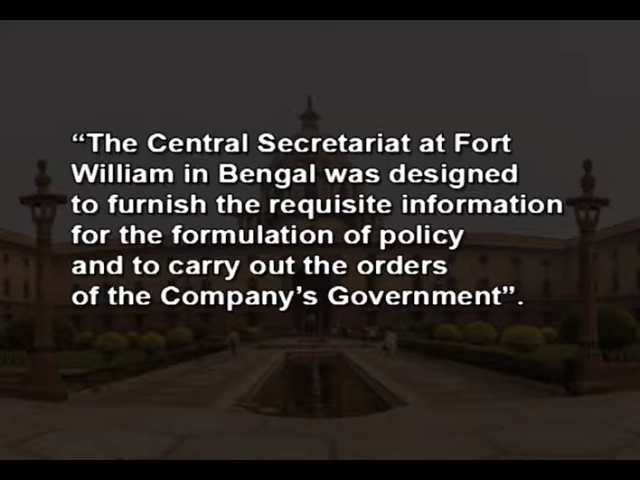 “The Central Secretariat at Fort
William in Bengal was designed
to furnish the requisite information
for the formulation of policy
and to carry out the orders
of the Company’s Government”.